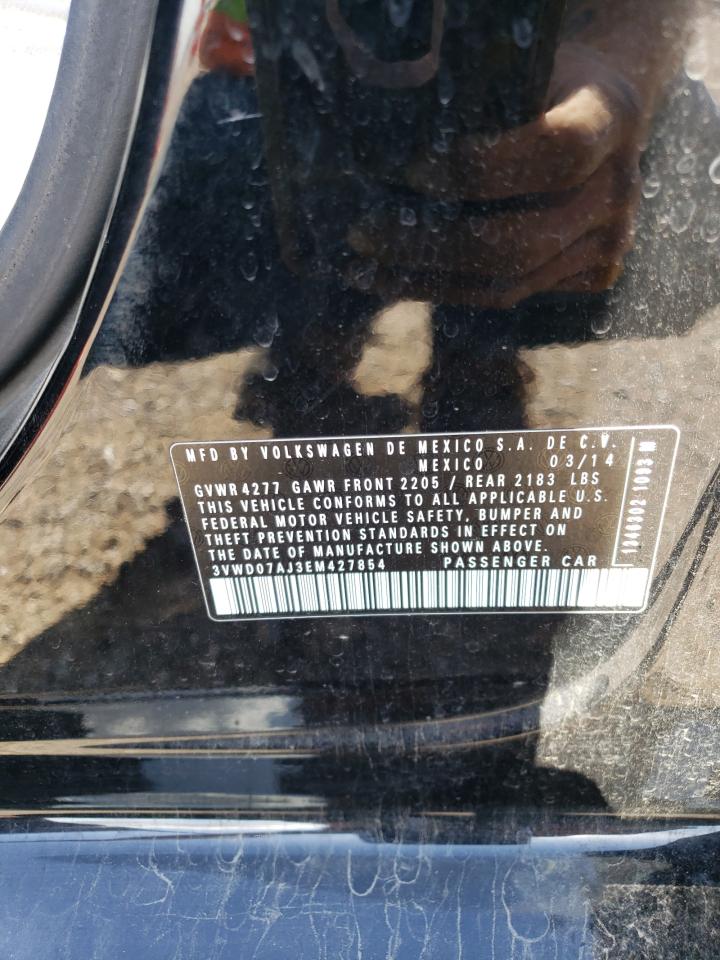 MFD BY VOLKSWAGEN DE MEXICO S.A. DE C.V.
MEXICO 03/14
GVWR 4277 GAWR FRONT 2205 / REAR 2183 LBS
THIS VEHICLE CONFORMS TO ALL APPLICABLE U.S.
FEDERAL MOTOR VEHICLE SAFETY, BUMPER AND
THEFT PREVENTION STANDARDS IN EFFECT ON
THE DATE OF MANUFACTURE SHOWN ABOVE.
3VWD07AJ3EM427854 PASSENGER CAR